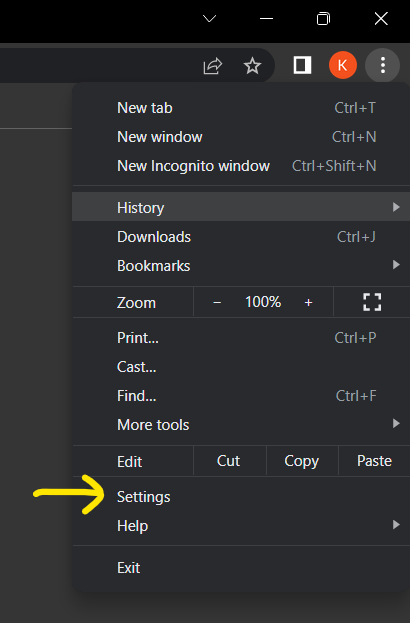 K
New tab Ctrl+T
New window Ctrl+N
New Incognito window Ctrl+Shift+N
History
Downloads Ctrl+J
Bookmarks
Zoom - 100% +
Print... Ctrl+P
Cast...
Find... Ctrl+F
More tools
Edit Cut Copy Paste
Settings
Help
Exit